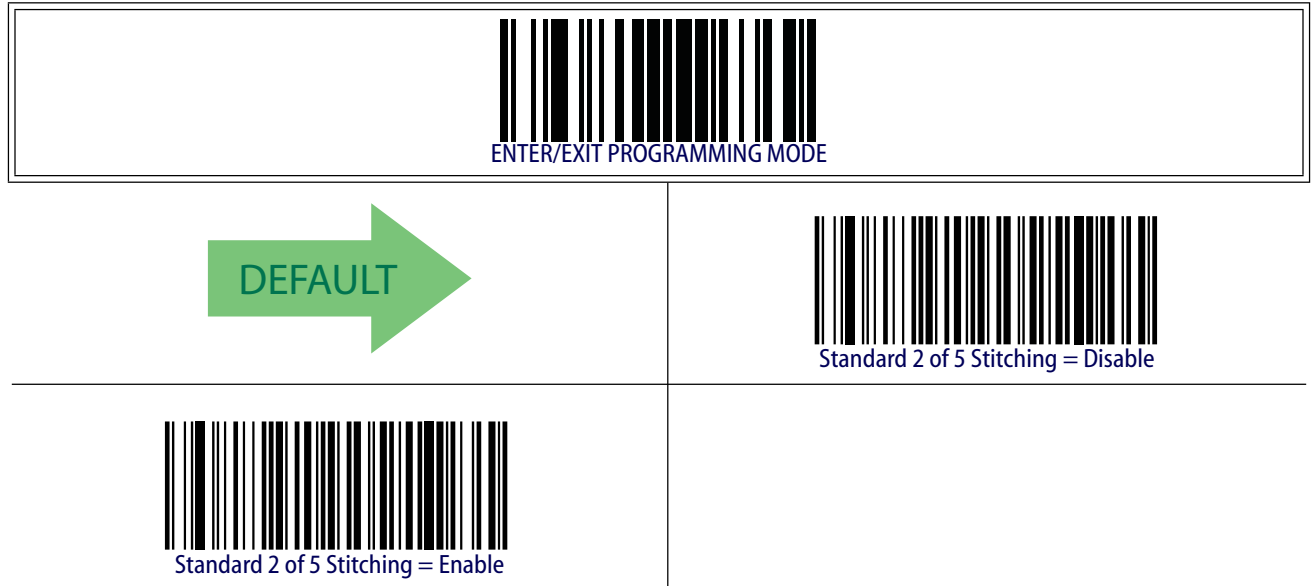 ENTER/EXIT PROGRAMMING MODE
DEFAULT
Standard 2 of 5 Stitching = Disable
Standard 2 of 5 Stitching = Enable